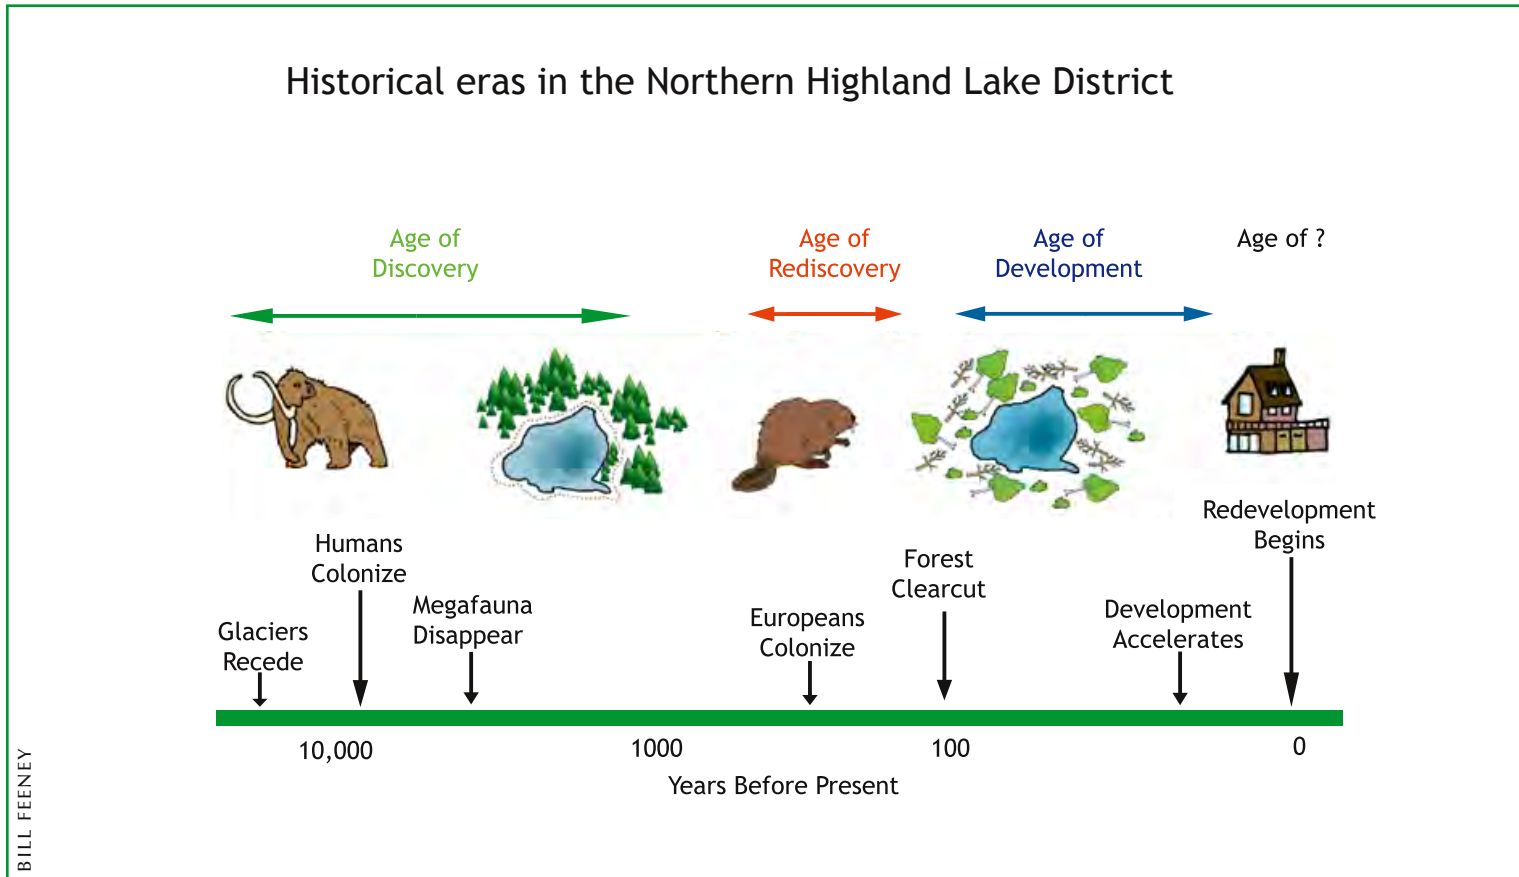 Historical eras in the Northern Highland Lake District
Age of
Discovery
Age of
Rediscovery
Age of
Development
Age of ?
Redevelopment
Begins
Humans
Colonize
Forest
Clearcut
Megafauna
Disappear
Development
Accelerates
Europeans
Colonize
Glaciers
Recede
10,000
1000
100
0
Years Before Present
BILL FEENEY